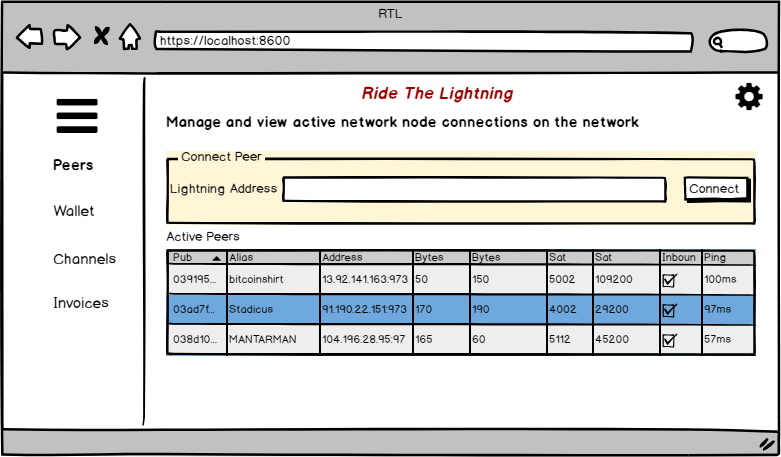 RTL
https://localhost:8600
Ride The Lightning
Manage and view active network node connections on the network
Peers
Wallet
Channels
Invoices
Connect Peer
Lightning Address
Connect
Active Peers
Pub Alias Address Bytes Bytes Sat Sat Inboun Ping
039195... bitcoinshirt 13.92.141.163:973 50 150 5002 109200 100ms
03ad7f... Stadicus 91.190.22.151:973 170 190 4002 29200 97ms
038d10... MANTARMAN 104.196.28.95:97 165 60 5112 45200 57ms